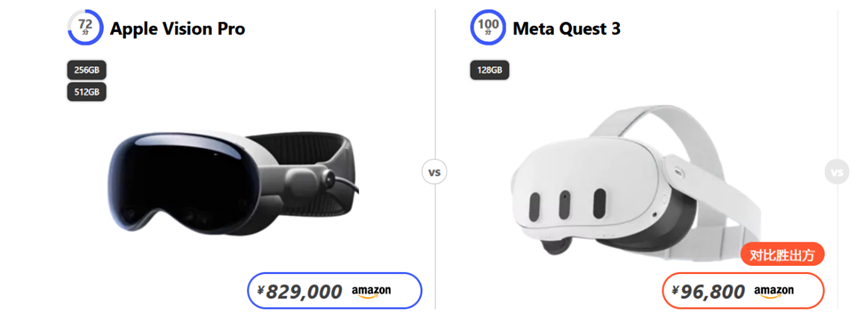 72
分
Apple Vision Pro
256GB
512GB
¥829,000 amazon
vs
100
分
Meta Quest 3
128GB
对比胜出方
¥96,800 amazon
vs